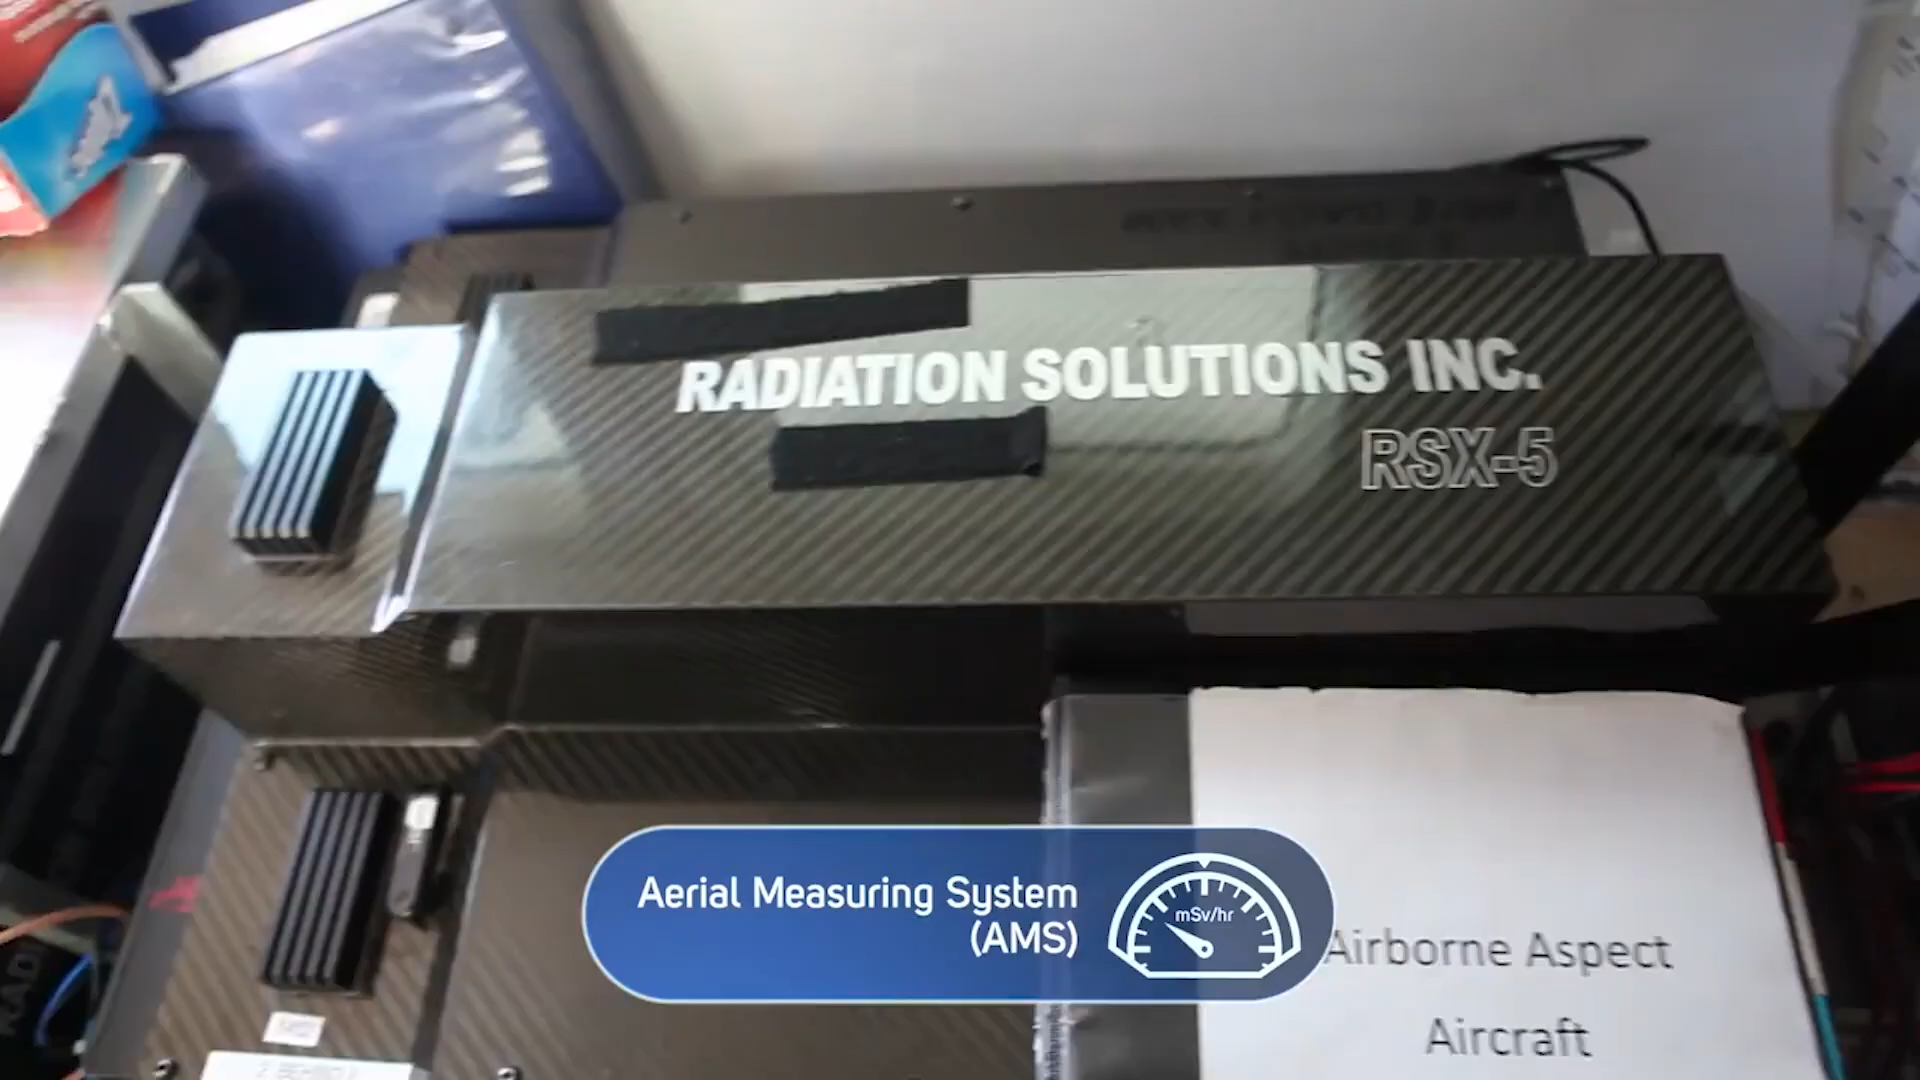 RADIATION SOLUTIONS INC.
RSX-5
Aerial Measuring System
(AMS)
mSv/hr
Airborne Aspect
Aircraft